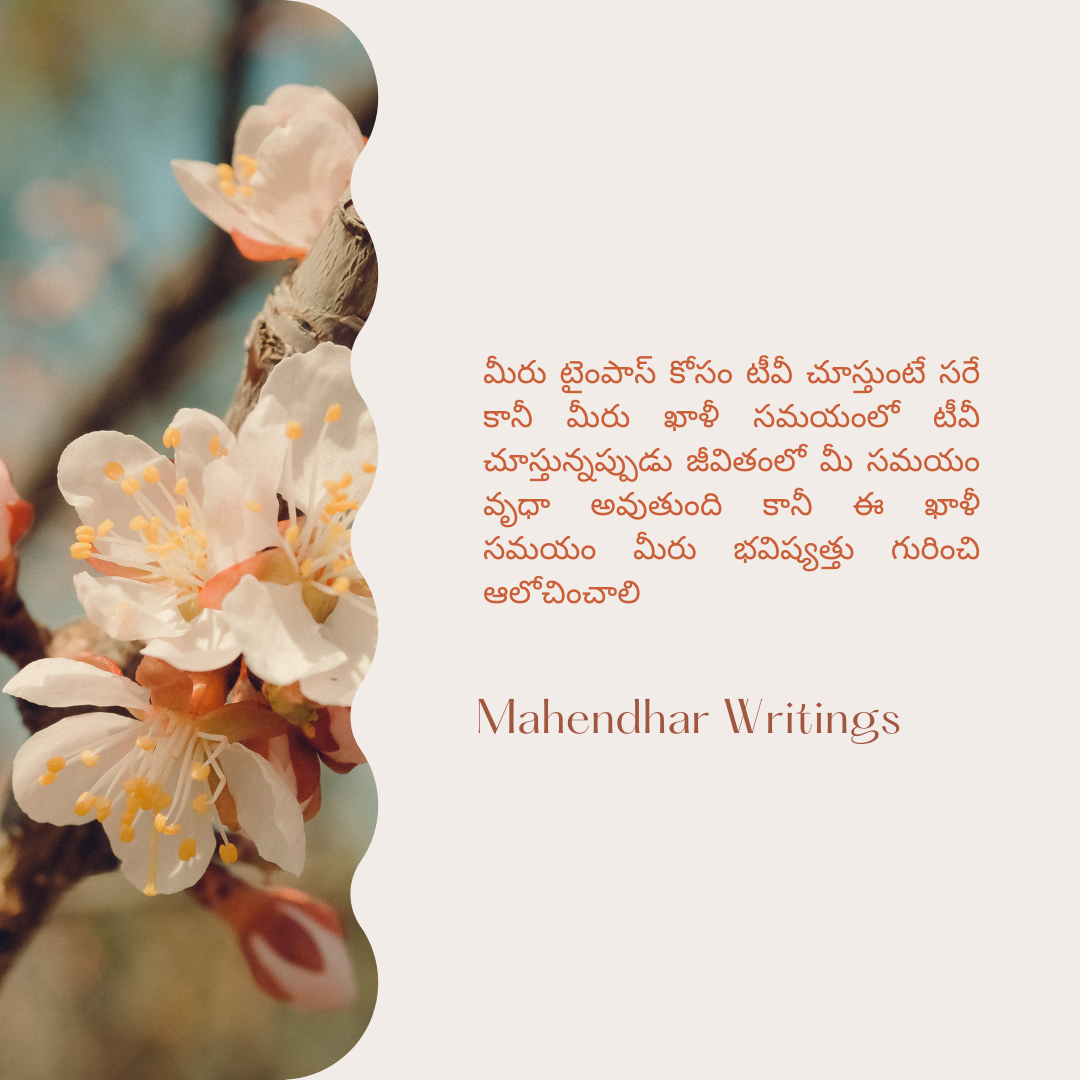 మీరు టైంపాస్ కోసం టీవీ చూస్తుంటే సరే
కానీ మీరు ఖాళీ సమయంలో టీవీ
చూస్తున్నప్పుడు జీవితంలో మీ సమయం
వృధా అవుతుంది కానీ ఈ ఖాళీ
సమయం మీరు భవిష్యత్తు గురించి
ఆలోచించాలి
Mahendhar Writings